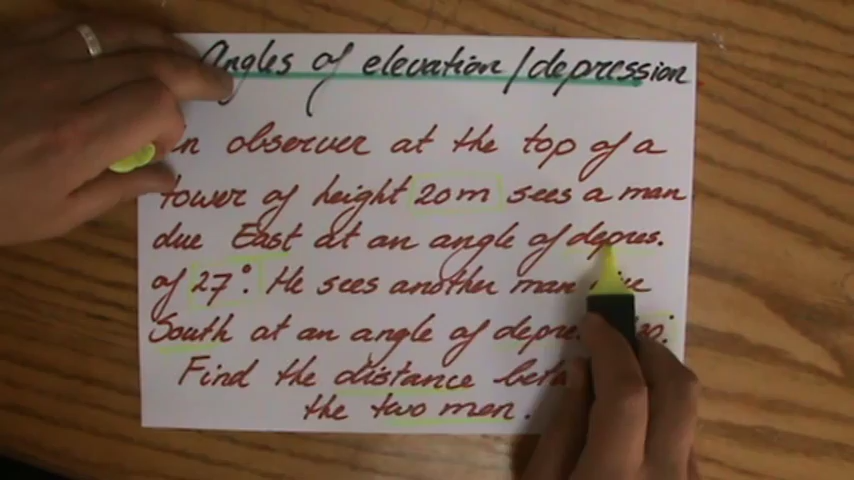 Angles of elevation/depression
observer at the top of a
tower of height 20m sees a man
due East at an angle of depres.
of 27°. He sees another man
South at an angle of
Find the distance
the two men.